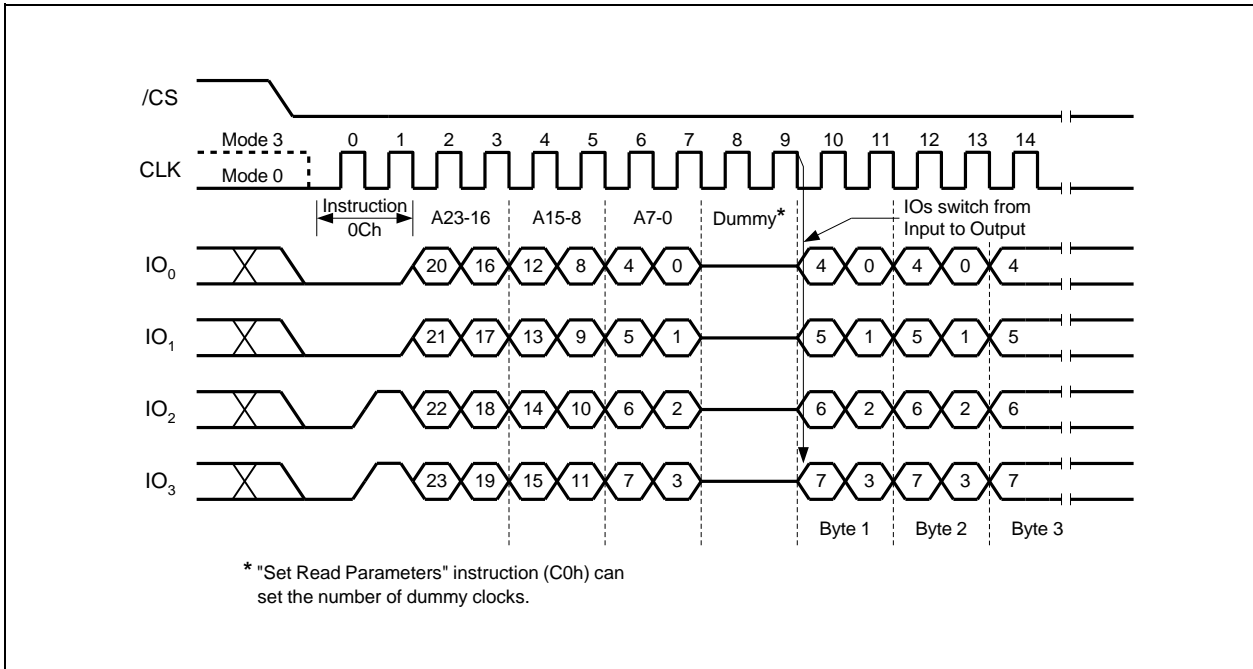 /CS
Mode 3 0 1 2 3 4 5 6 7 8 9 10 11 12 13 14
CLK Mode 0
Instruction
0Ch
A23-16 A15-8 A7-0 Dummy*
IOs switch from
Input to Output
IO0 20 16 12 8 4 0 4 0 4 0 4
IO1 21 17 13 9 5 1 5 1 5 1 5
IO2 22 18 14 10 6 2 6 2 6 2 6
IO3 23 19 15 11 7 3 7 3 7 3 7
Byte 1 Byte 2 Byte 3
* "Set Read Parameters" instruction (C0h) can
set the number of dummy clocks.